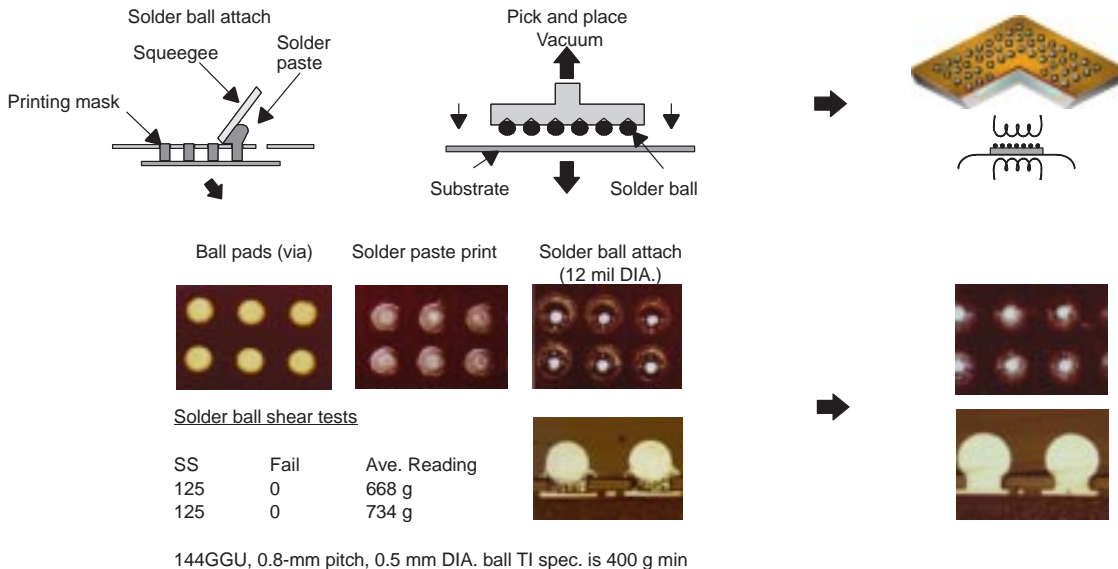 Solder ball attach
Squeegee
Solder
paste
Printing mask
Pick and place
Vacuum
Substrate
Solder ball
Ball pads (via)
Solder paste print
Solder ball attach
(12 mil DIA.)
Solder ball shear tests
SS Fail Ave. Reading
125 0 668 g
125 0 734 g
144GGU, 0.8-mm pitch, 0.5 mm DIA. ball TI spec. is 400 g min